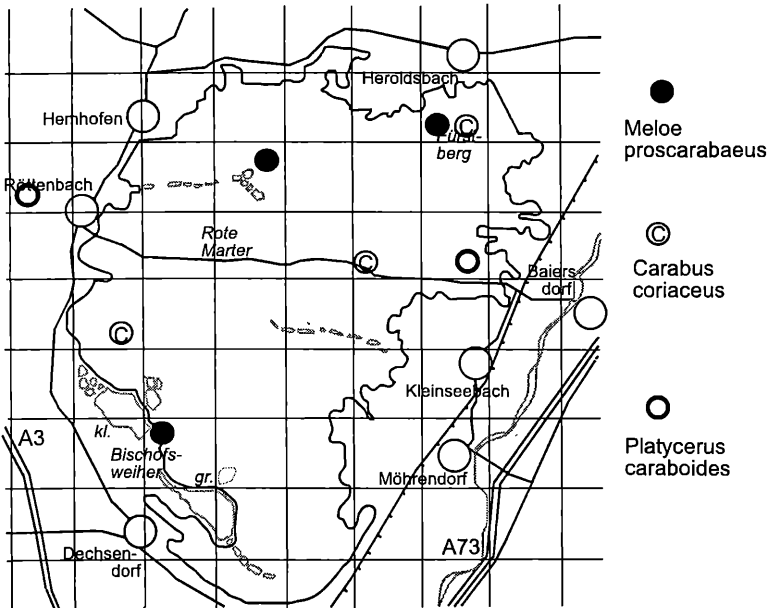 Heroldsbach
Hemhofen
Fürst-
berg
Röttenbach
Rote
Marter
Baiers-
dorf
Kleinseebach
kl.
A3
Bischofs-
weiher
gr.
Möhrendorf
A73
Dechsen-
dorf
Meloe
proscarabaeus
C
Carabus
coriaceus
Platycerus
caraboides
C
C
C